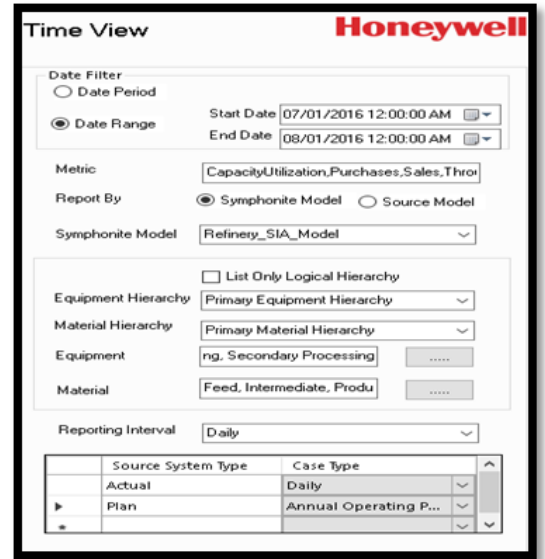 Time View
Honeywell
Date Filter
Date Period
Date Range
Start Date 07/01/2016 12:00:00 AM
End Date 08/01/2016 12:00:00 AM
Metric CapacityUtilization,Purchases,Sales,Throu
Report By Symphonite Model Source Model
Symphonite Model Refinery_SIA_Model
List Only Logical Hierarchy
Equipment Hierarchy Primary Equipment Hierarchy
Material Hierarchy Primary Material Hierarchy
Equipment ng, Secondary Processing .....
Material Feed, Intermediate, Produ .....
Reporting Interval Daily
Source System Type Case Type
Actual Daily
Plan Annual Operating P...